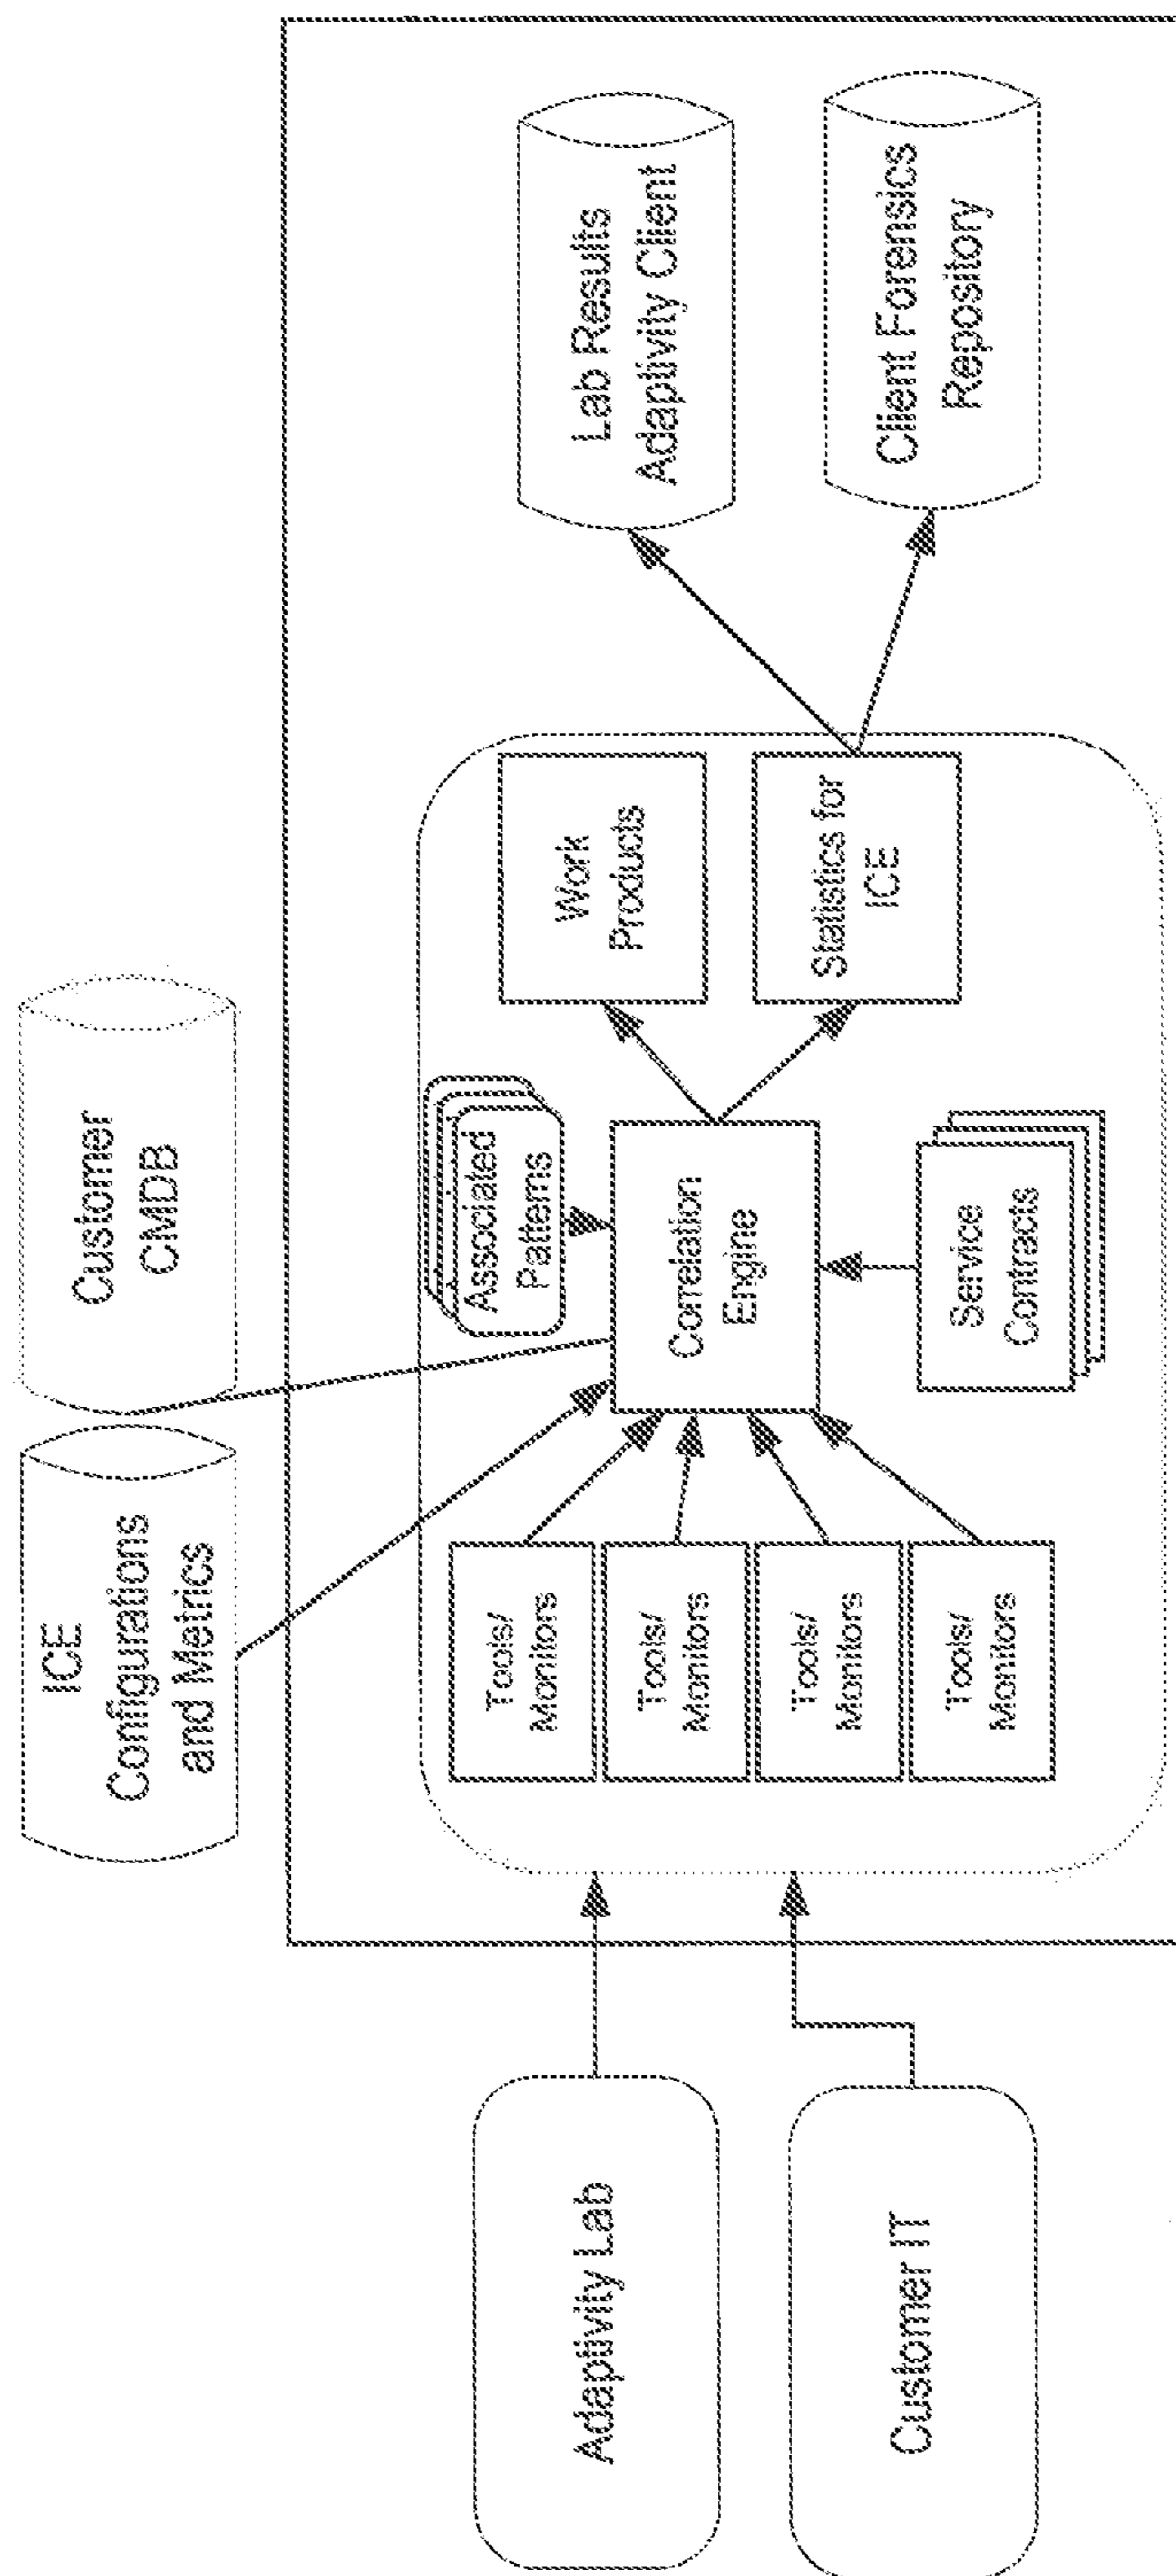 ICE
Configurations
and Metrics
Customer
CMDB
Adaptivity Lab
Customer IT
Tools/
Monitors
Tools/
Monitors
Tools/
Monitors
Tools/
Monitors
Associated
Patterns
Correlation
Engine
Service
Contracts
Work
Products
Statistics for
ICE
Lab Results
Adaptivity Client
Client Forensics
Repository